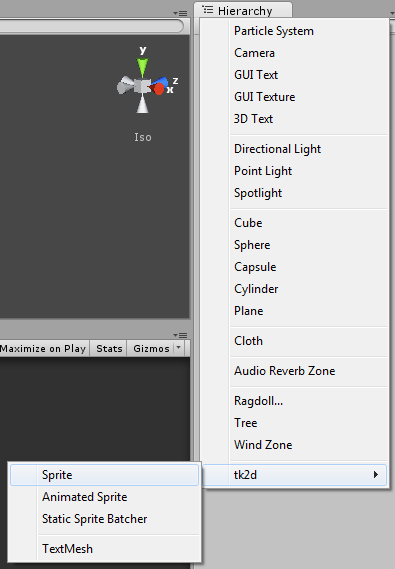 Hierarchy
y
z
x
Iso
Particle System
Camera
GUI Text
GUI Texture
3D Text
Directional Light
Point Light
Spotlight
Cube
Sphere
Capsule
Cylinder
Plane
Cloth
Audio Reverb Zone
Ragdoll...
Tree
Wind Zone
tk2d
Maximize on Play Stats Gizmos
Sprite
Animated Sprite
Static Sprite Batcher
TextMesh